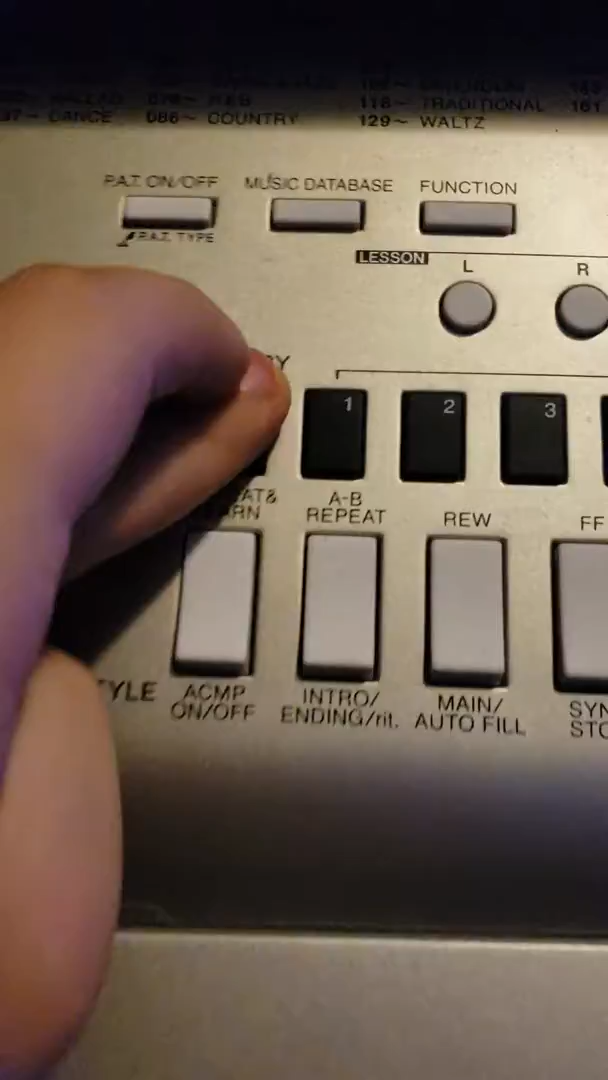 DANCE 086~ COUNTRY 118~ TRADITIONAL 161
129~ WALTZ
P.A.T. ON/OFF MUSIC DATABASE FUNCTION
P.A.T. TYPE
LESSON L R
1 2 3
A-B
REPEAT REW FF
ACMP
ON/OFF
INTRO/
ENDING/rit.
MAIN/
AUTO FILL